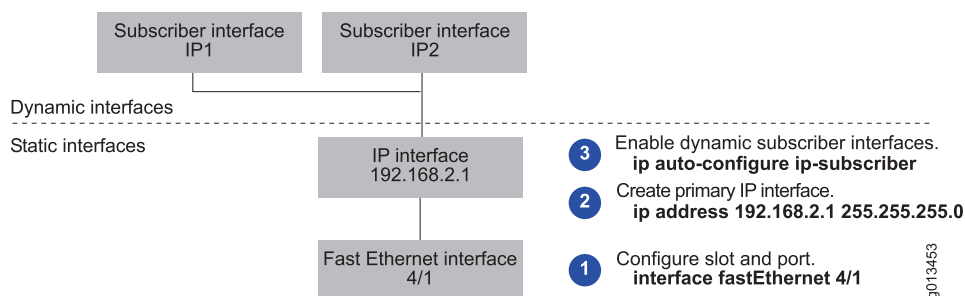 Subscriber interface
IP1
Subscriber interface
IP2
Dynamic interfaces
Static interfaces
IP interface
192.168.2.1
3
Enable dynamic subscriber interfaces.
ip auto-configure ip-subscriber
2
Create primary IP interface.
ip address 192.168.2.1 255.255.255.0
Fast Ethernet interface
4/1
1
Configure slot and port.
interface fastEthernet 4/1
g013453